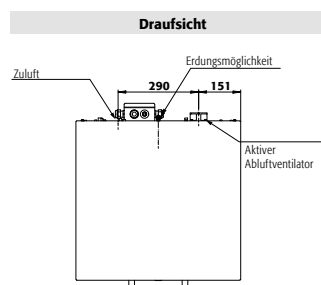 Draufsicht
Erdungsmöglichkeit
Zuluft
290
151
Aktiver
Abluftventilator